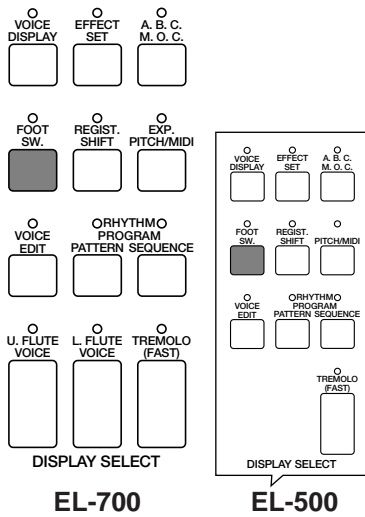 VOICE DISPLAY
EFFECT SET
A. B. C. M. O. C.
FOOT SW.
REGIST. SHIFT
EXP. PITCH/MIDI
VOICE EDIT
RHYTHM PROGRAM
PATTERN SEQUENCE
U. FLUTE VOICE
L. FLUTE VOICE
TREMOLO (FAST)
DISPLAY SELECT
EL-700
VOICE DISPLAY
EFFECT SET
A. B. C. M. O. C.
FOOT SW.
REGIST. SHIFT
PITCH/MIDI
VOICE EDIT
RHYTHM PROGRAM
PATTERN SEQUENCE
TREMOLO (FAST)
DISPLAY SELECT
EL-500